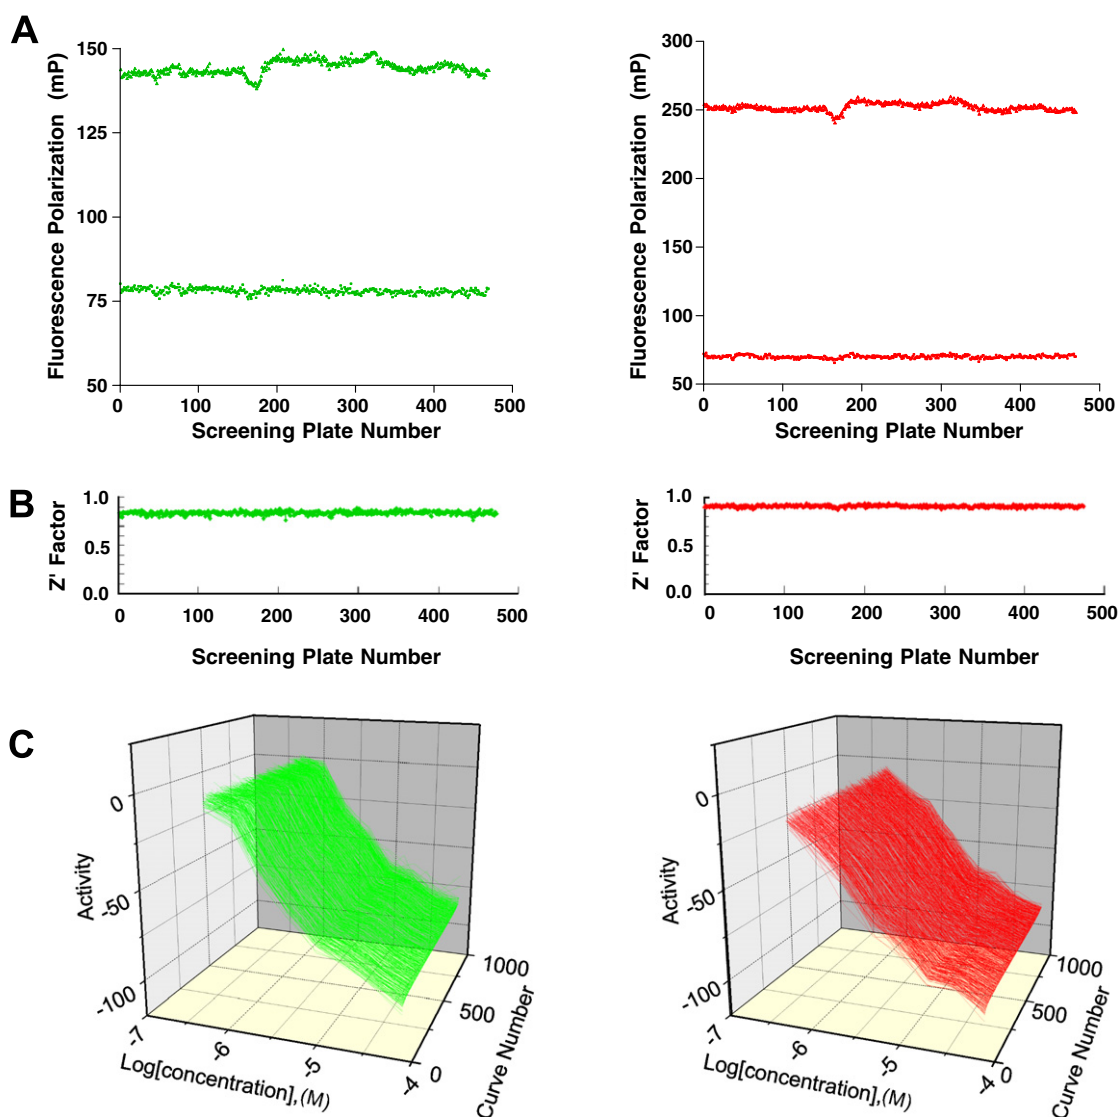 A
Fluorescence Polarization (mP)
150
125
100
75
50
0 100 200 300 400 500
Screening Plate Number
Fluorescence Polarization (mP)
300
250
200
150
100
50
0 100 200 300 400 500
Screening Plate Number
B
Z' Factor
1.0
0.5
0.0
0 100 200 300 400 500
Screening Plate Number
Z' Factor
1.0
0.5
0.0
0 100 200 300 400 500
Screening Plate Number
C
Activity
0
-50
-100
-7 -6 -5 -4
Log[concentration],(M)
0 500 1000
Curve Number
Activity
0
-50
-100
-7 -6 -5 -4
Log[concentration],(M)
0 500 1000
Curve Number